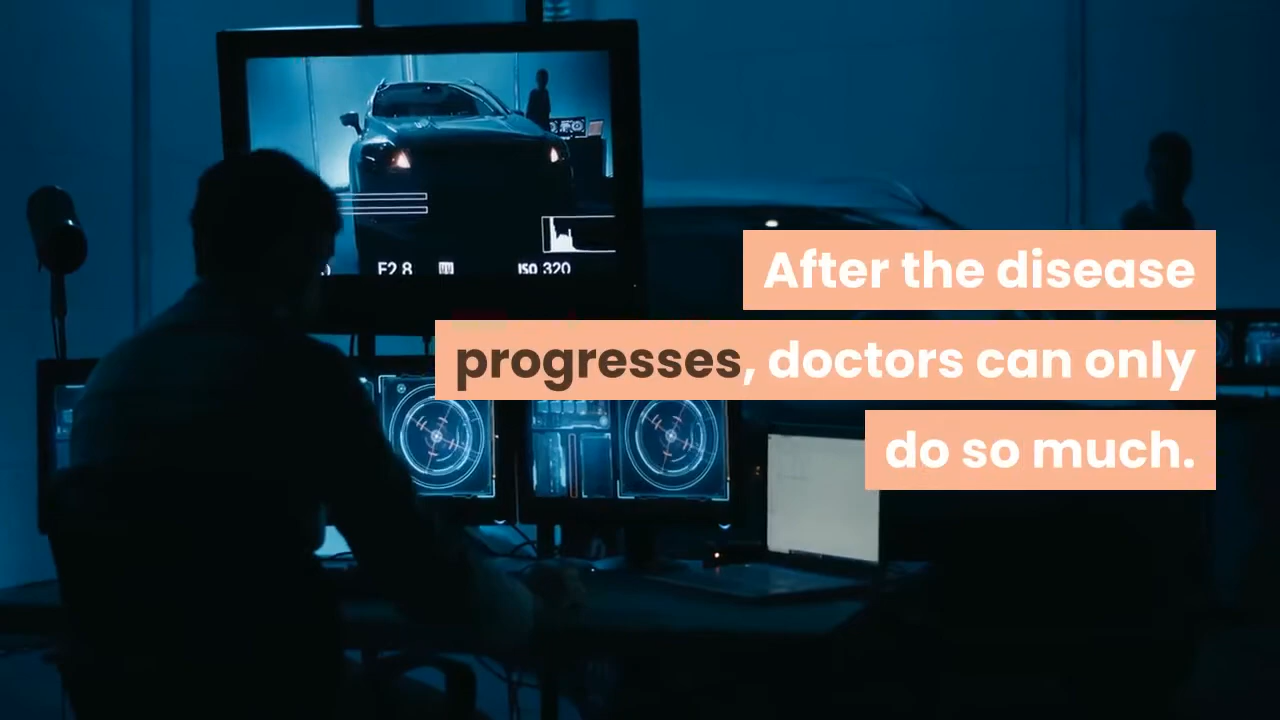 F2.8
ISO 320
After the disease
progresses, doctors can only
do so much.